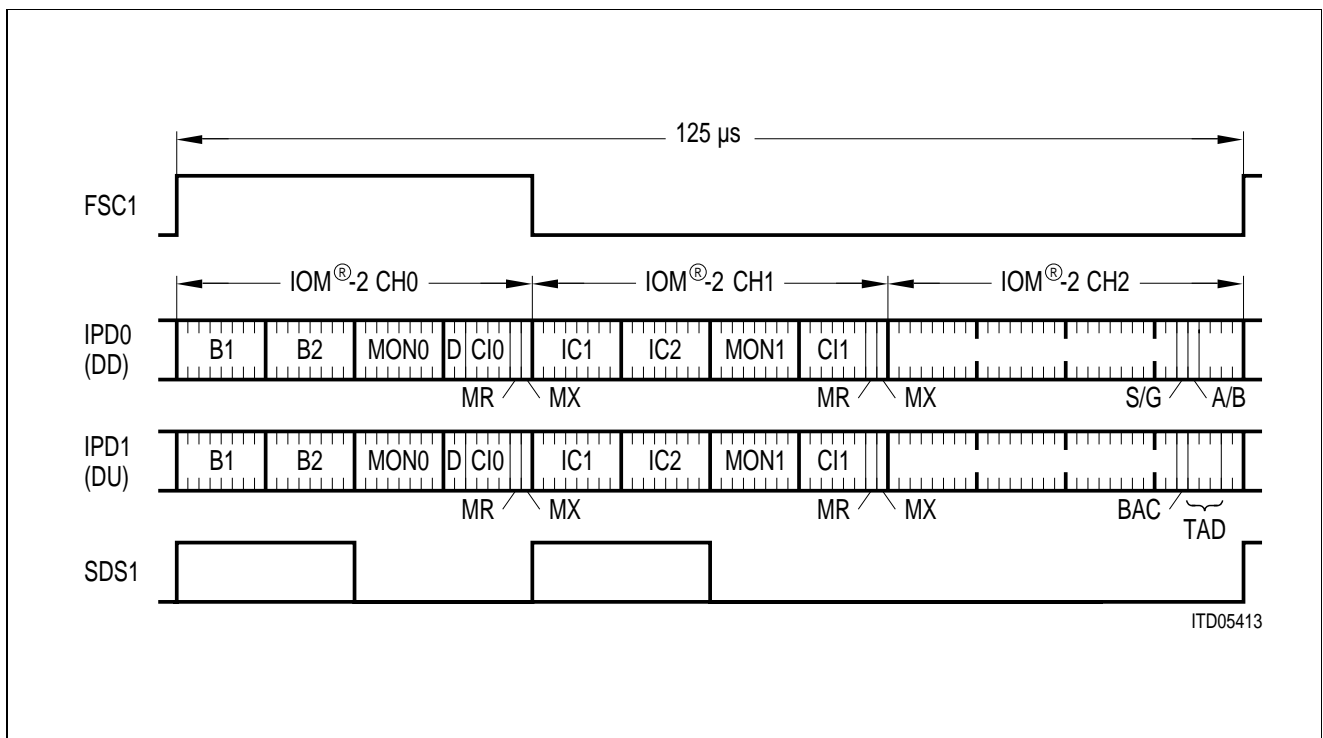 125 µs
FSC1
IOM®-2 CH0 IOM®-2 CH1 IOM®-2 CH2
IPD0 (DD)
B1 B2 MON0 D CI0 IC1 IC2 MON1 CI1
MR MX MR MX S/G A/B
IPD1 (DU)
B1 B2 MON0 D CI0 IC1 IC2 MON1 CI1
MR MX MR MX BAC TAD
SDS1
ITD05413